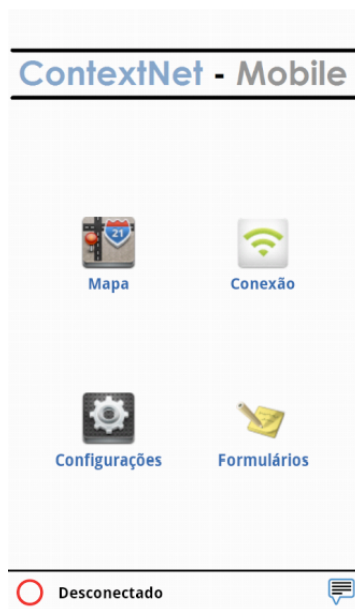 ContextNet - Mobile
21
Mapa
Conexão
Configurações
Formulários
Desconectado